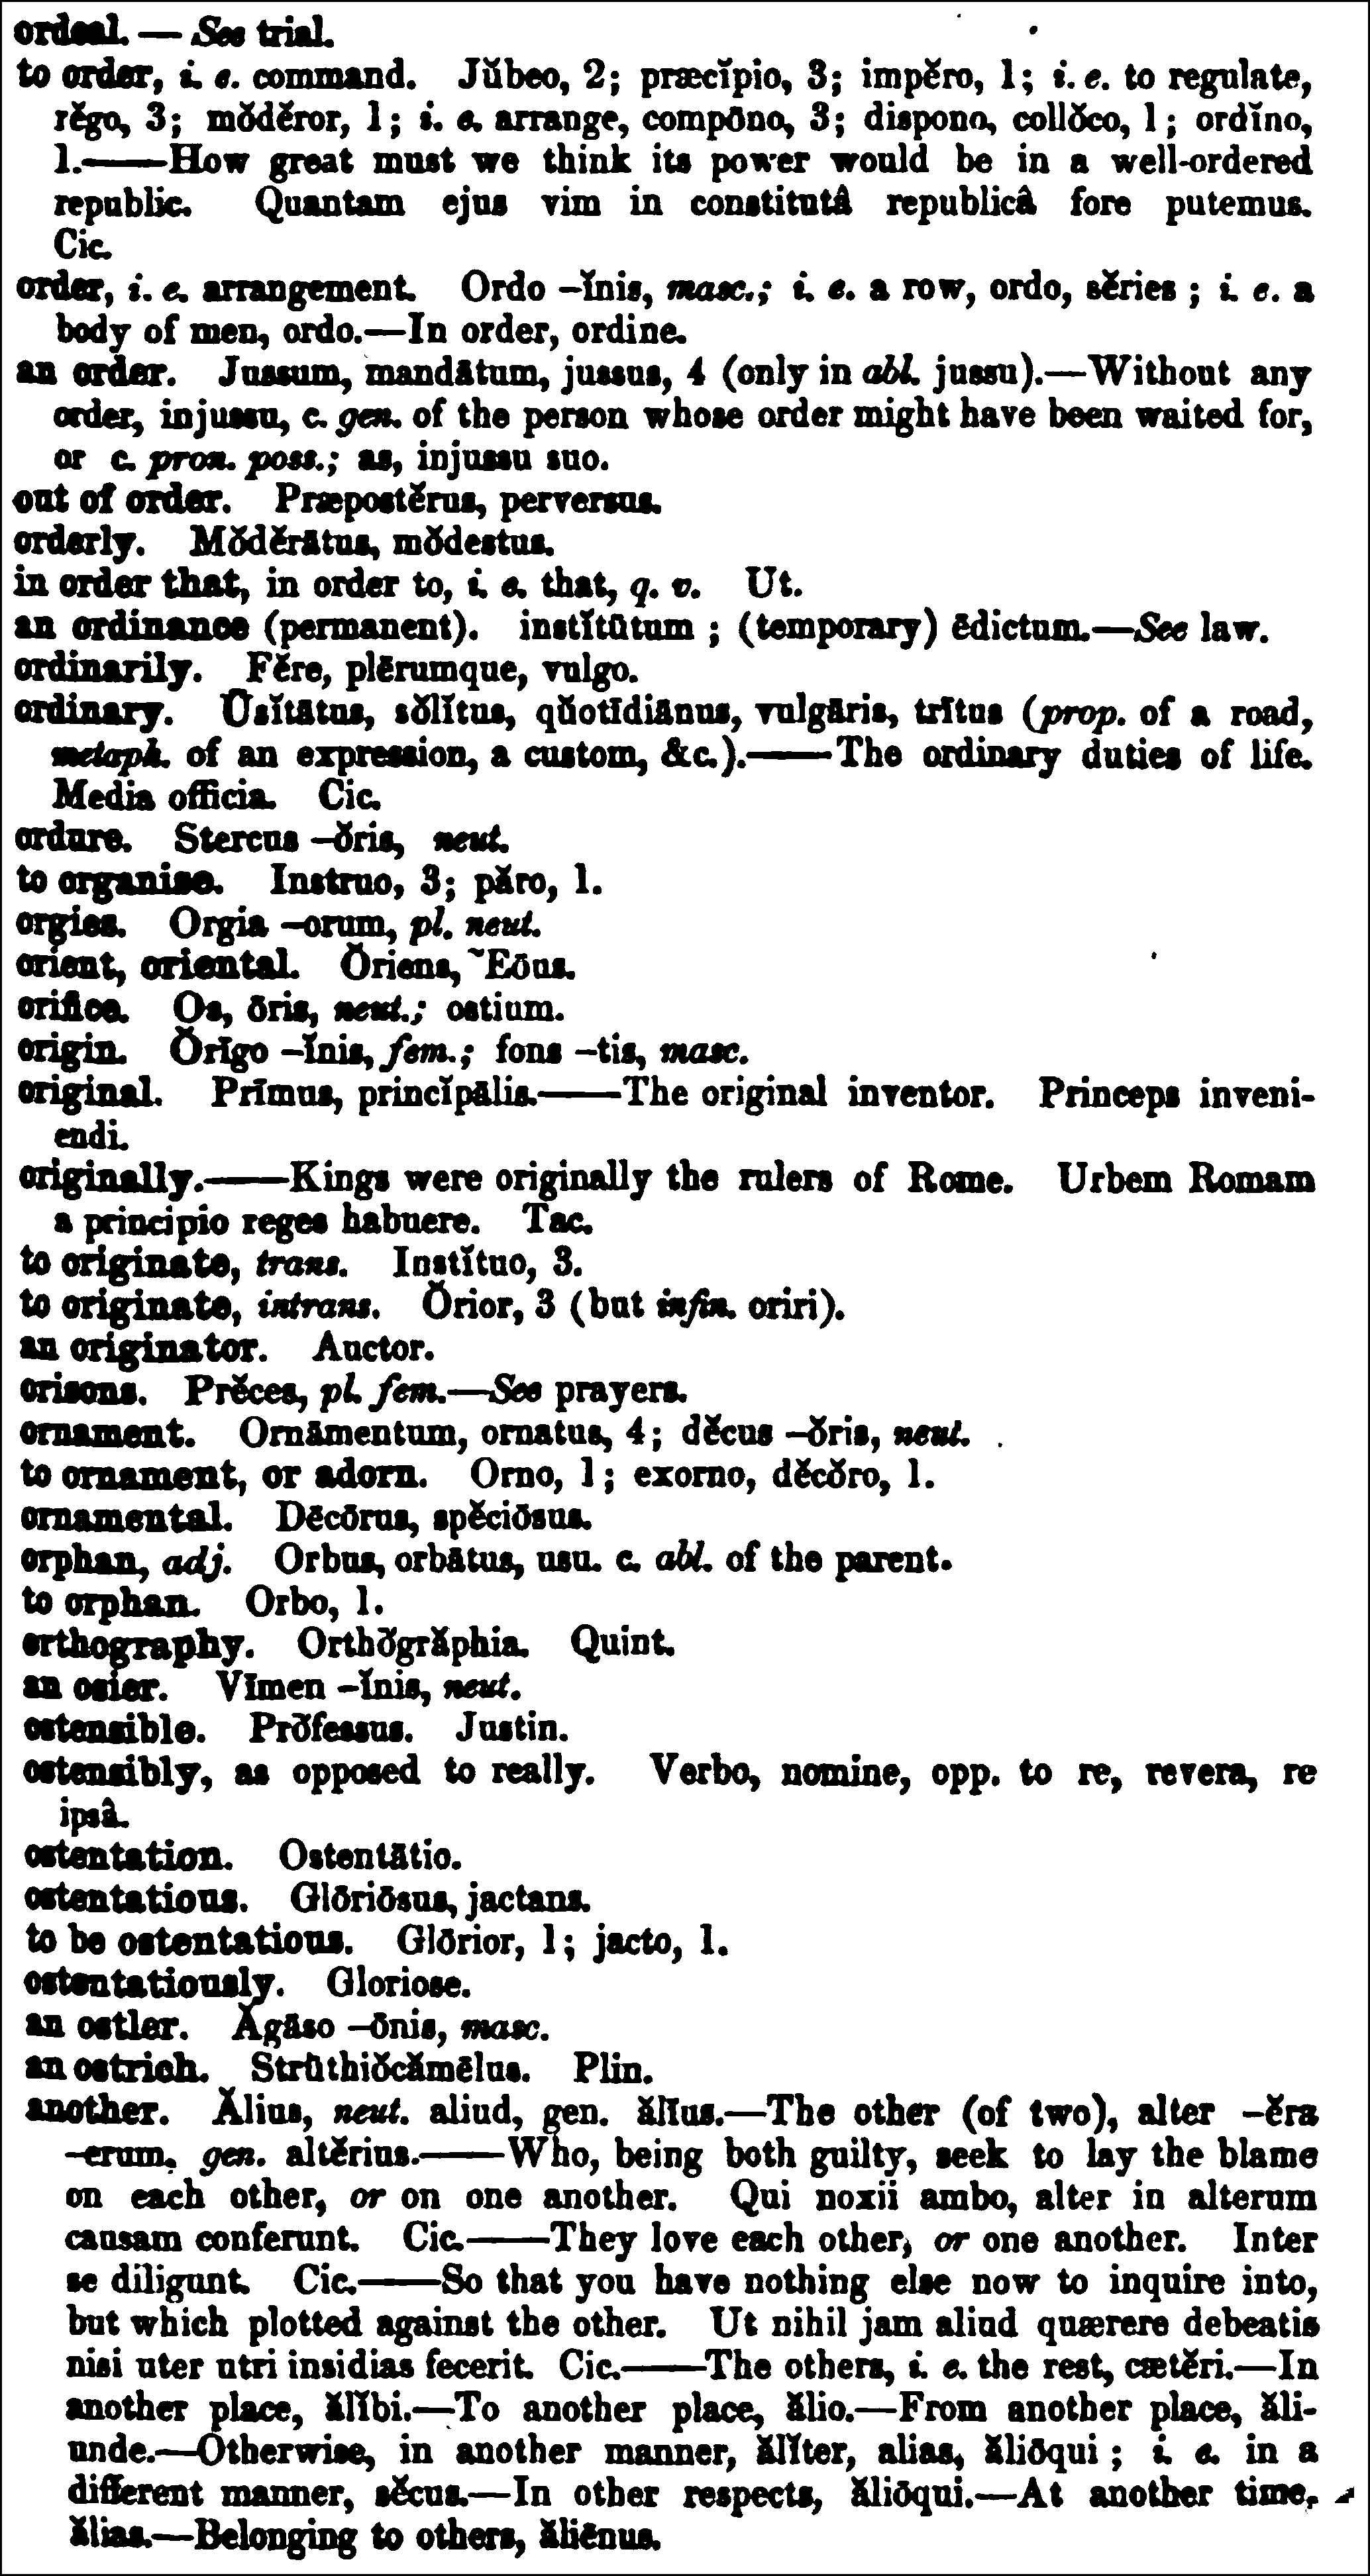 ordeal. — See trial.
to order, i. e. command. Jŭbeo, 2; præcĭpio, 3; impĕro, 1; i. e. to regulate,
rĕgo, 3; mŏdĕror, 1; i. e. arrange, compōno, 3; dispono, collŏco, 1; ordĭno,
1.——How great must we think its power would be in a well-ordered
republic. Quantam ejus vim in constitutâ republicâ fore putemus.
Cic.
order, i. e. arrangement. Ordo –ĭnis, masc.; i. e. a row, ordo, sĕries; i. e. a
body of men, ordo.—In order, ordine.
an order. Jussum, mandātum, jussus, 4 (only in abl. jussu).—Without any
order, injussu, c. gen. of the person whose order might have been waited for,
or c. pron. poss.; as, injussu suo.
out of order. Præpostĕrus, perversus.
orderly. Mŏdĕrātus, mŏdestus.
in order that, in order to, i. e. that, q. v. Ut.
an ordinance (permanent). instĭtūtum; (temporary) ēdictum.—See law.
ordinarily. Fĕre, plērumque, vulgo.
ordinary. Ūsĭtātus, sŏlĭtus, qŭotīdiānus, vulgāris, trītus (prop. of a road,
metaph. of an expression, a custom, &c.).——The ordinary duties of life.
Media officia. Cic.
ordure. Stercus –ŏris, neut.
to organise. Instruo, 3; păro, 1.
orgies. Orgia –orum, pl. neut.
orient, oriental. Ŏriens, ˜Eōus.
orifice. Os, ōris, neut.; ostium.
origin. Ŏrīgo –ĭnis, fem.; fons –tis, masc.
original. Prīmus, princĭpālis.——The original inventor. Princeps inveni-
endi.
originally.——Kings were originally the rulers of Rome. Urbem Romam
a principio reges habuere. Tac.
to originate, trans. Instĭtuo, 3.
to originate, intrans. Ŏrior, 3 (but infin. oriri).
an originator. Auctor.
orisons. Prĕces, pl. fem.—See prayers.
ornament. Ornāmentum, ornatus, 4; dĕcus –ŏris, neut.
to ornament, or adorn. Orno, 1; exorno, dĕcŏro, 1.
ornamental. Dĕcōrus, spĕciōsus.
orphan, adj. Orbus, orbātus, usu. c. abl. of the parent.
to orphan. Orbo, 1.
orthography. Orthŏgrăphia. Quint.
an osier. Vīmen –ĭnis, neut.
ostensible. Prŏfessus. Justin.
ostensibly, as opposed to really. Verbo, nomine, opp. to re, revera, re
ipsâ.
ostentation. Ostentātio.
ostentatious. Glōriōsus, jactans.
to be ostentatious. Glōrior, 1; jacto, 1.
ostentatiously. Gloriose.
an ostler. Ăgāso –ōnis, masc.
an ostrich. Strūthiŏcămēlus. Plin.
another. Ălius, neut. aliud, gen. ălīus.—The other (of two), alter –ĕra
–erum, gen. altĕrius.——Who, being both guilty, seek to lay the blame
on each other, or on one another. Qui noxii ambo, alter in alterum
causam conferunt. Cic.——They love each other, or one another. Inter
se diligunt. Cic.——So that you have nothing else now to inquire into,
but which plotted against the other. Ut nihil jam aliud quærere debeatis
nisi uter utri insidias fecerit. Cic.——The others, i. e. the rest, cætĕri.—In
another place, ălĭbi.—To another place, ălio.—From another place, ăli-
unde.—Otherwise, in another manner, ălĭter, alias, ăliōqui; i. e. in a
different manner, sĕcus.—In other respects, ăliōqui.—At another time,
ălias.—Belonging to others, ăliēnus.